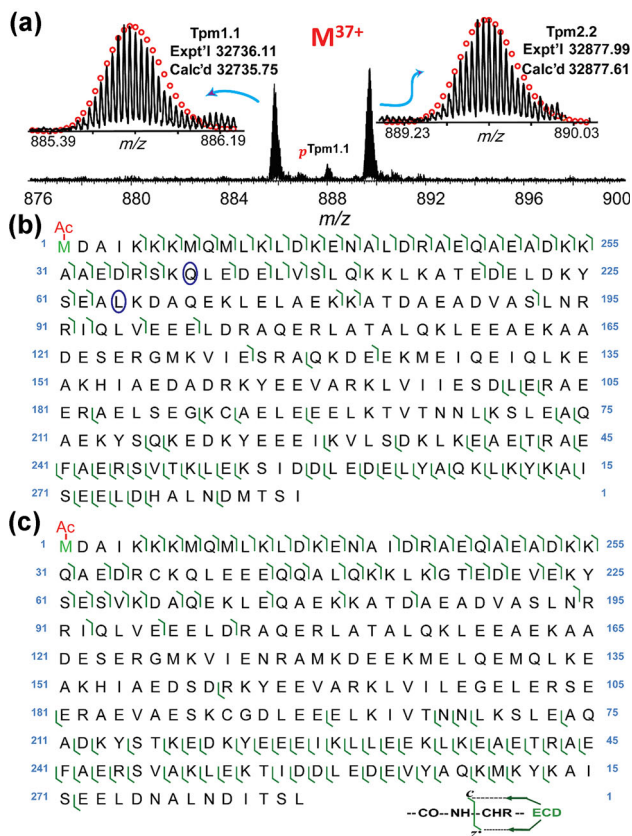 (a)
Tpm1.1
Expt'l 32736.11
Calc'd 32735.75
M37+
Tpm2.2
Expt'l 32877.99
Calc'd 32877.61
885.39 m/z 886.19
pTpm1.1
889.23 m/z 890.03
876 880 884 888 892 896 900
m/z
(b)
Ac
1 M D A I K K K M Q M L K L D K E N A L D R A E Q A E A D K K 255
31 A A E D R S K Q L E D E L V S L Q K K L K A T E D E L D K Y 225
61 S E A L K D A Q E K L E L A E K K A T D A E A D V A S L N R 195
91 R I Q L V E E E L D R A Q E R L A T A L Q K L E E A E K A A 165
121 D E S E R G M K V I E S R A Q K D E E K M E I Q E I Q L K E 135
151 A K H I A E D A D R K Y E E V A R K L V I I E S D L E R A E 105
181 E R A E L S E G K C A E L E E E L K T V T N N L K S L E A Q 75
211 A E K Y S Q K E D K Y E E E I K V L S D K L K E A E T R A E 45
241 F A E R S V T K L E K S I D D L E D E L Y A Q K L K Y K A I 15
271 S E E L D H A L N D M T S I 1
(c)
Ac
1 M D A I K K K M Q M L K L D K E N A I D R A E Q A E A D K K 255
31 Q A E D R C K Q L E E E Q Q A L Q K K L K G T E D E V E K Y 225
61 S E S V K D A Q E K L E Q A E K K A T D A E A D V A S L N R 195
91 R I Q L V E E E L D R A Q E R L A T A L Q K L E E A E K A A 165
121 D E S E R G M K V I E N R A M K D E E K M E L Q E M Q L K E 135
151 A K H I A E D S D R K Y E E V A R K L V I L E G E L E R S E 105
181 E R A E V A E S K C G D L E E E L K I V T N N L K S L E A Q 75
211 A D K Y S T K E D K Y E E E I K L L E E K L K E A E T R A E 45
241 F A E R S V A K L E K T I D D L E D E V Y A Q K M K Y K A I 15
271 S E E L D N A L N D I T S L 1
c
--CO--NH--CHR-- ECD
z•